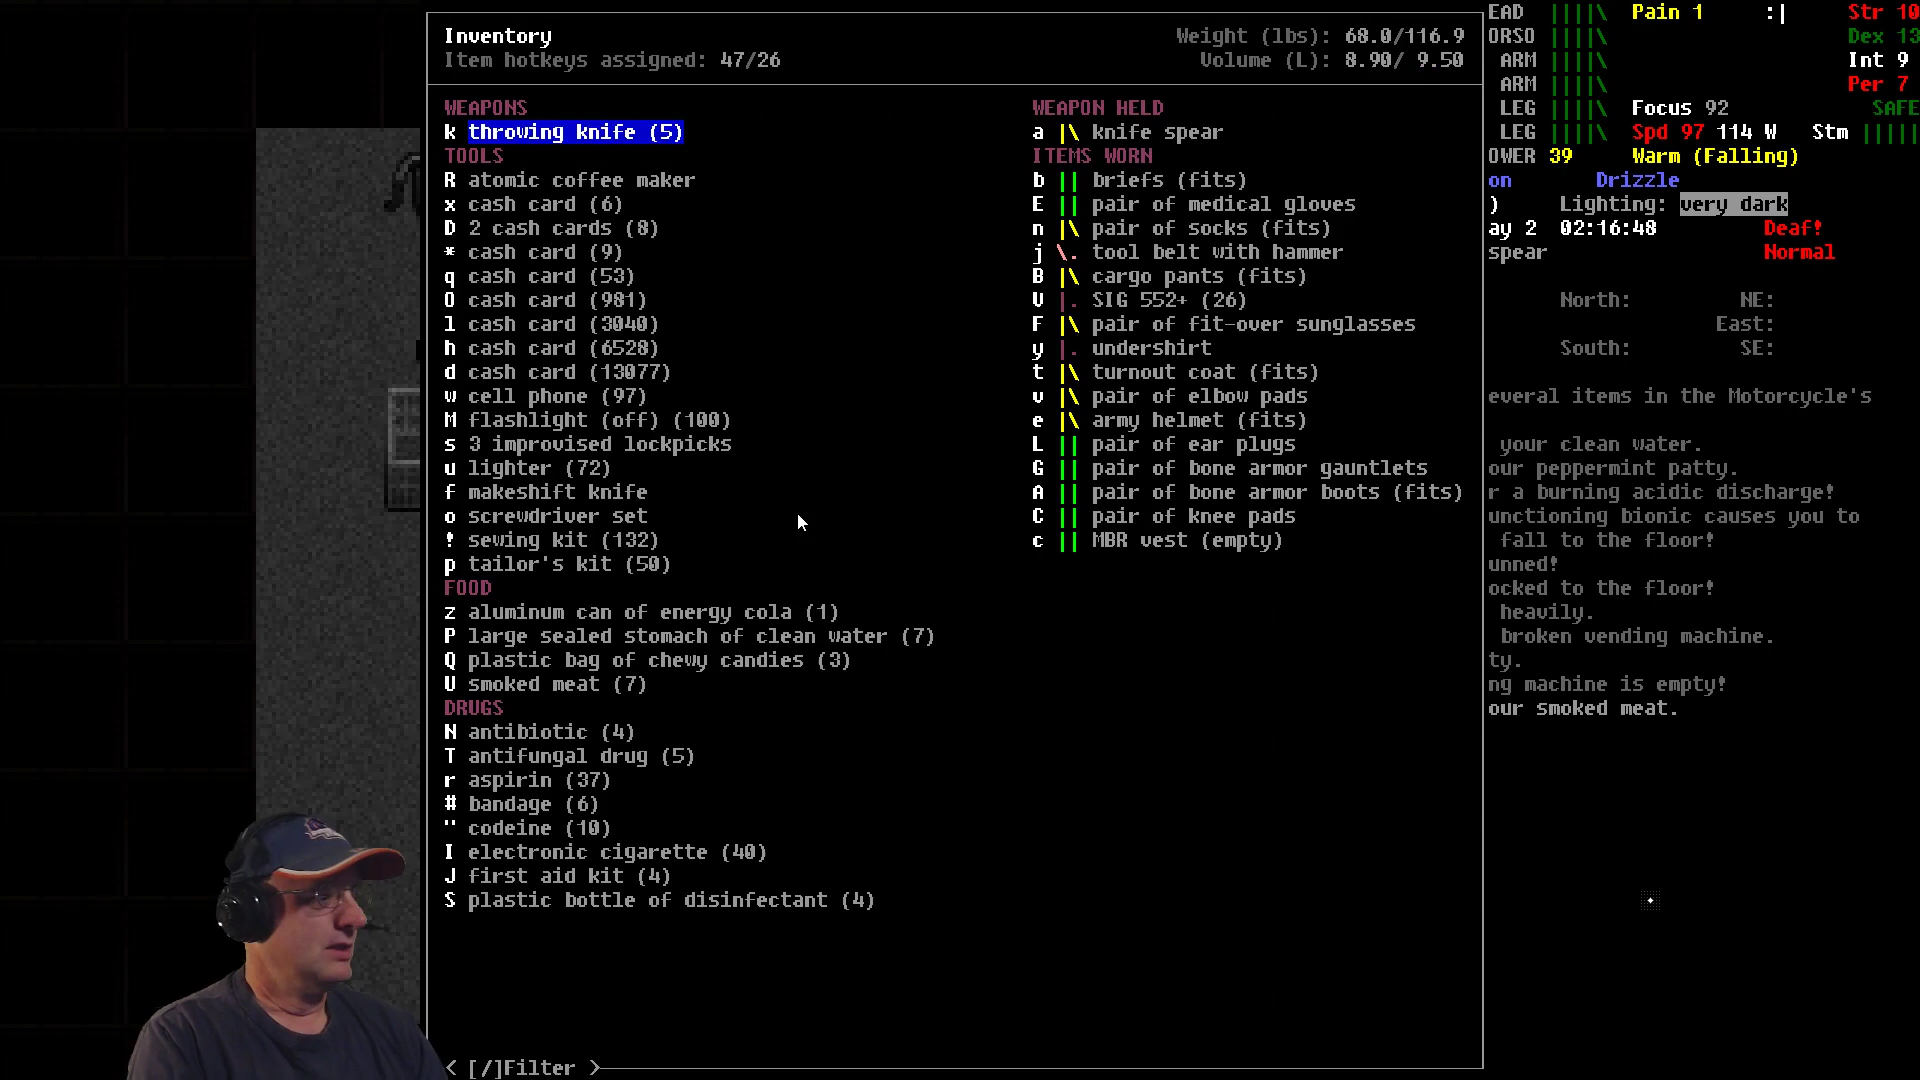 Inventory
Item hotkeys assigned: 47/26
Weight (lbs): 68.0/116.9
Volume (L): 8.90/ 9.50
WEAPONS
k throwing knife (5)
TOOLS
R atomic coffee maker
x cash card (6)
D 2 cash cards (8)
* cash card (9)
q cash card (53)
O cash card (981)
l cash card (3040)
h cash card (6528)
d cash card (13077)
w cell phone (97)
M flashlight (off) (100)
s 3 improvised lockpicks
u lighter (72)
f makeshift knife
o screwdriver set
! sewing kit (132)
p tailor's kit (50)
FOOD
z aluminum can of energy cola (1)
P large sealed stomach of clean water (7)
Q plastic bag of chewy candies (3)
U smoked meat (7)
DRUGS
N antibiotic (4)
T antifungal drug (5)
r aspirin (37)
# bandage (6)
" codeine (10)
I electronic cigarette (40)
J first aid kit (4)
S plastic bottle of disinfectant (4)
< [/]Filter >
WEAPON HELD
a |\ knife spear
ITEMS WORN
b || briefs (fits)
E || pair of medical gloves
n |\ pair of socks (fits)
j \. tool belt with hammer
B |\ cargo pants (fits)
V |. SIG 552+ (26)
F |\ pair of fit-over sunglasses
y |. undershirt
t |\ turnout coat (fits)
v |\ pair of elbow pads
e |\ army helmet (fits)
L || pair of ear plugs
G || pair of bone armor gauntlets
A || pair of bone armor boots (fits)
C || pair of knee pads
c || MBR vest (empty)
EAD ||||\ Pain 1 :| Str 10
ORSO ||||\ Dex 13
ARM ||||\ Int 9
ARM ||||\ Per 7
LEG ||||\ Focus 92 SAFE
LEG ||||\ Spd 97 114 W Stm |||||
OWER 39 Warm (Falling)
on Drizzle
) Lighting: very dark
ay 2 02:16:48 Deaf!
spear Normal
North: NE:
East:
South: SE:
everal items in the Motorcycle's
your clean water.
our peppermint patty.
r a burning acidic discharge!
unctioning bionic causes you to
fall to the floor!
unned!
ocked to the floor!
heavily.
broken vending machine.
ty.
ng machine is empty!
our smoked meat.